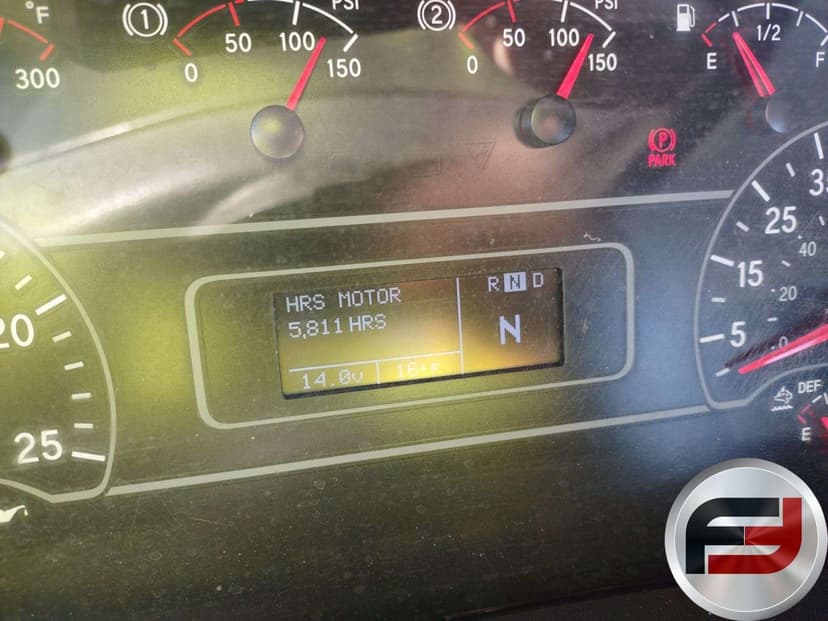 °F
300
(1)
PSI
0
50
100
150
(2)
PSI
0
50
100
150
E
1/2
F
P
PARK
20
25
HRS MOTOR
5,811 HRS
14.0v
R N D
N
5
15
25
0
20
40
DEF
E